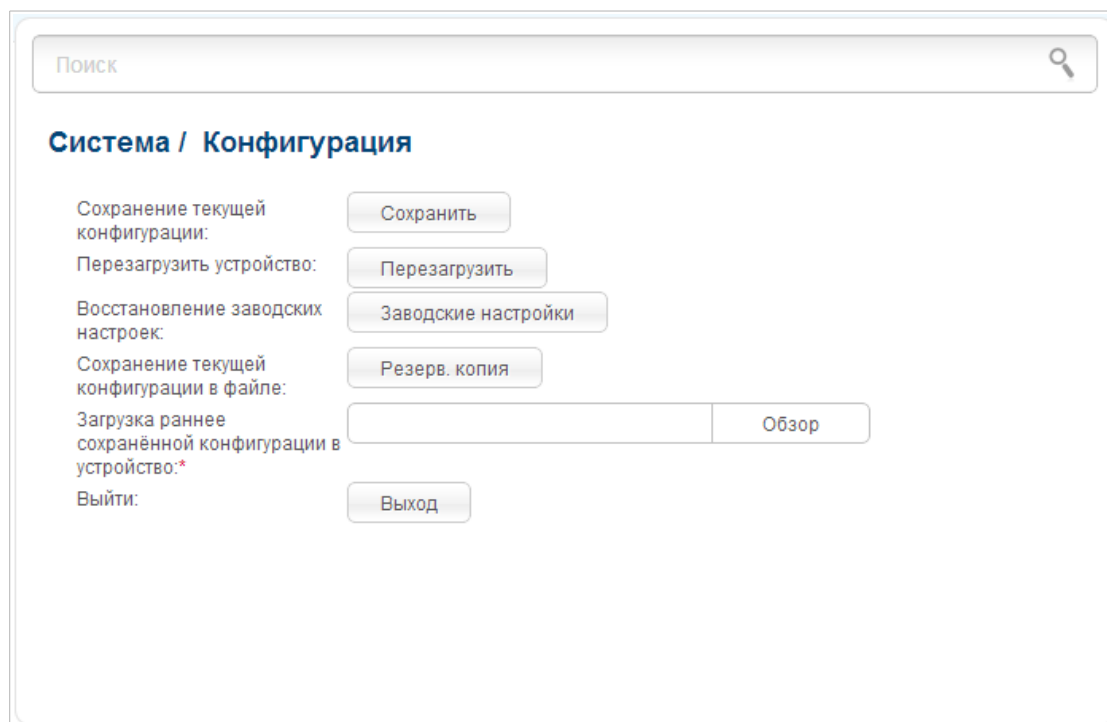 Поиск
Система / Конфигурация
Сохранение текущей
конфигурации:
Сохранить
Перезагрузить устройство:
Перезагрузить
Восстановление заводских
настроек:
Заводские настройки
Сохранение текущей
конфигурации в файле:
Резерв. копия
Загрузка раннее
сохранённой конфигурации в
устройство:*
Обзор
Выйти:
Выход